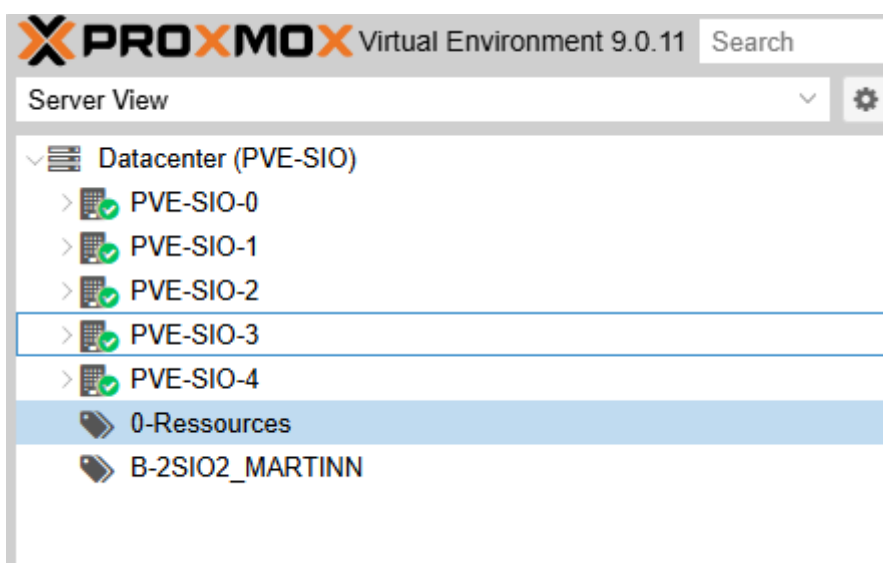 PROXMOX Virtual Environment 9.0.11 Search
Server View
Datacenter (PVE-SIO)
PVE-SIO-0
PVE-SIO-1
PVE-SIO-2
PVE-SIO-3
PVE-SIO-4
0-Ressources
B-2SIO2_MARTINN